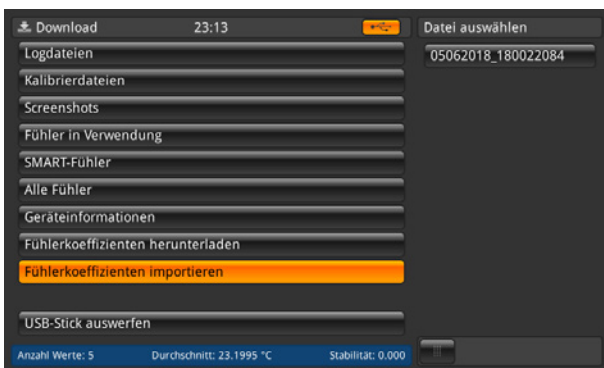 Download 23:13 Datei auswählen
Logdateien 05062018_180022084
Kalibrierdateien
Screenshots
Fühler in Verwendung
SMART-Fühler
Alle Fühler
Geräteinformationen
Fühlerkoeffizienten herunterladen
Fühlerkoeffizienten importieren
USB-Stick auswerfen
Anzahl Werte: 5 Durchschnitt: 23.1995 °C Stabilität: 0.000